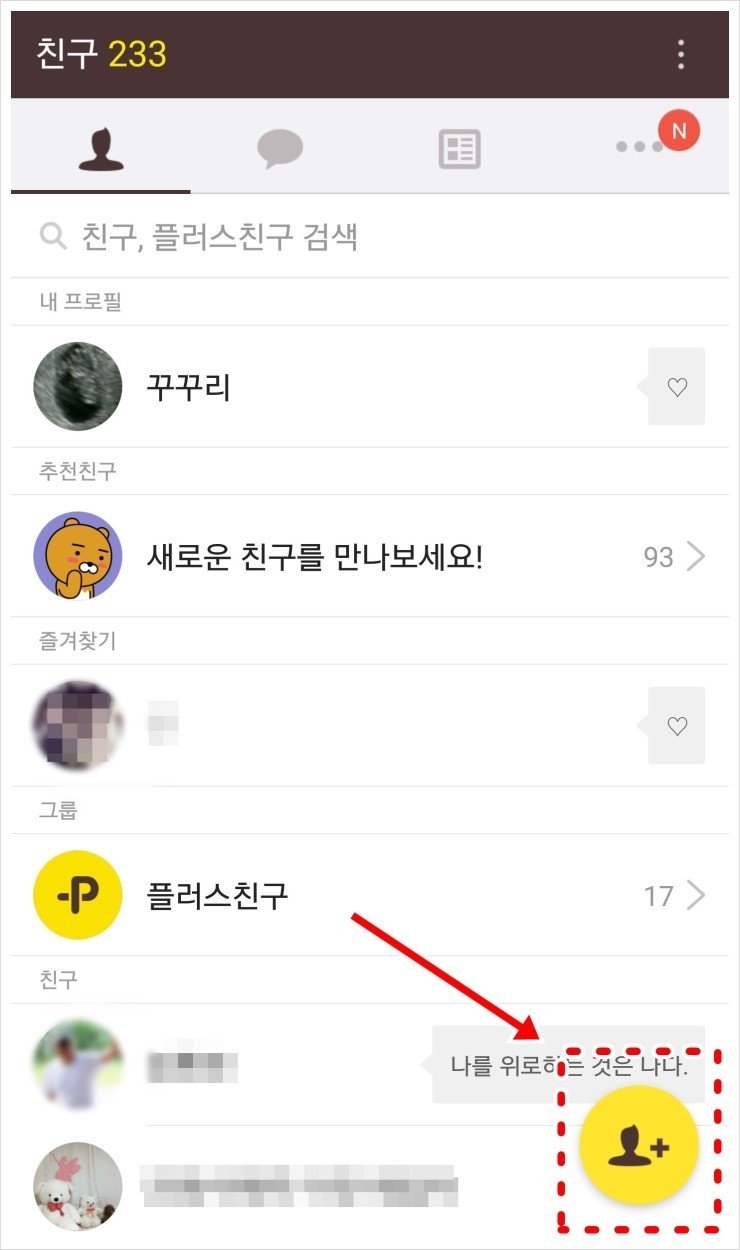 친구 233
N
친구, 플러스친구 검색
내 프로필
꾸꾸리
♡
추천친구
새로운 친구를 만나보세요!
93
즐겨찾기
♡
그룹
플러스친구
17
친구
나를 위로하는 것은 나다.